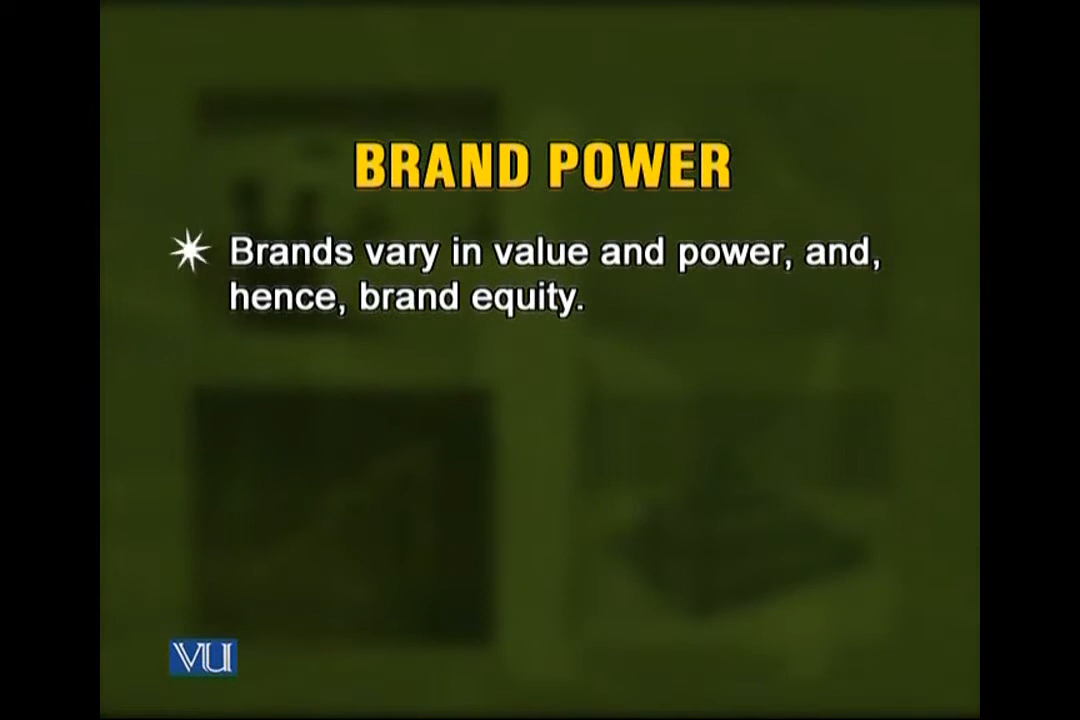 BRAND POWER
Brands vary in value and power, and,
hence, brand equity.
VU